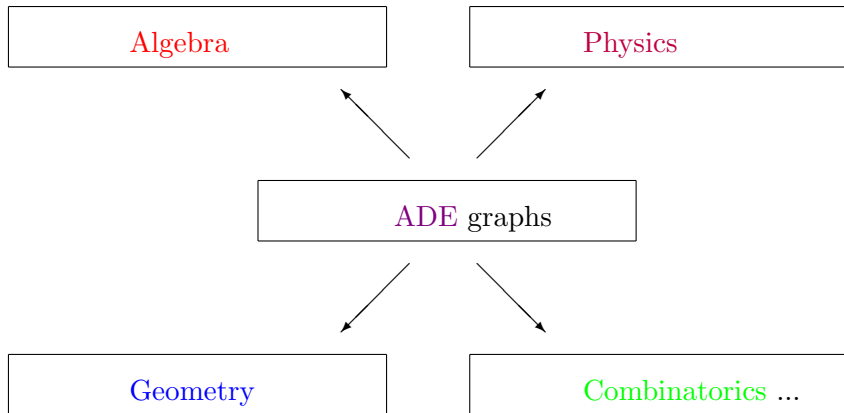 Algebra
Physics
ADE graphs
Geometry
Combinatorics ...